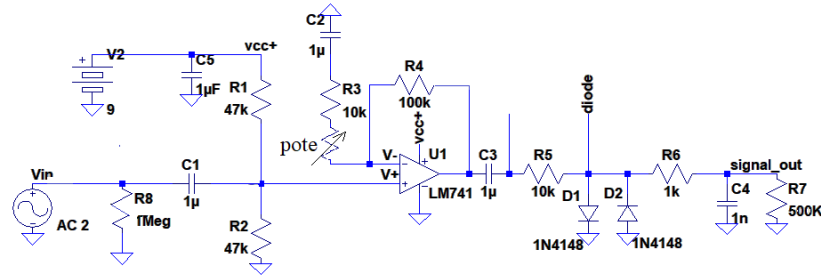 C2
1µ
V2
9
C5
1µF
vcc+
R1
47k
R3
10k
pote
R4
100k
vcc+
U1
V-
V+
LM741
C3
1µ
R5
10k
diode
D1
1N4148
D2
1N4148
R6
1k
signal_out
C4
1n
R7
500K
Vin
AC 2
R8
1Meg
C1
1µ
R2
47k